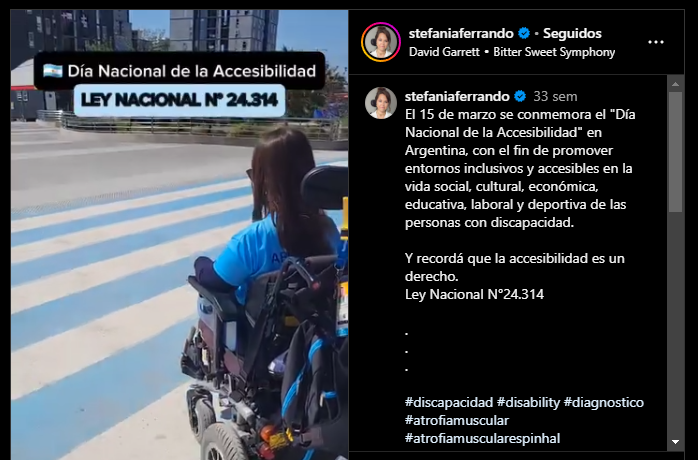 🇦🇷 Día Nacional de la Accesibilidad
LEY NACIONAL N° 24.314
stefaniaferrando • Seguidos
David Garrett • Bitter Sweet Symphony
stefaniaferrando 33 sem
El 15 de marzo se conmemora el "Día
Nacional de la Accesibilidad" en
Argentina, con el fin de promover
entornos inclusivos y accesibles en la
vida social, cultural, económica,
educativa, laboral y deportiva de las
personas con discapacidad.
Y recordá que la accesibilidad es un
derecho.
Ley Nacional N°24.314
.
.
.
#discapacidad #disability #diagnostico
#atrofiamuscular
#atrofiamuscularespinhal